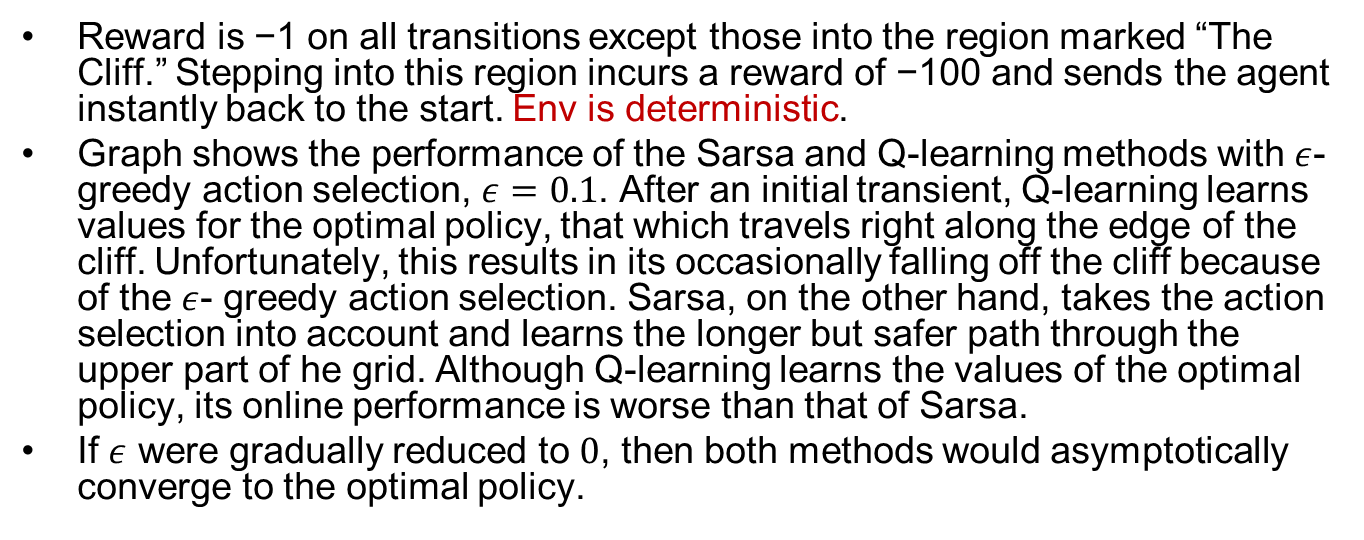 • Reward is −1 on all transitions except those into the region marked “The
Cliff.” Stepping into this region incurs a reward of −100 and sends the agent
instantly back to the start. Env is deterministic.
• Graph shows the performance of the Sarsa and Q-learning methods with ϵ-
greedy action selection, ϵ = 0.1. After an initial transient, Q-learning learns
values for the optimal policy, that which travels right along the edge of the
cliff. Unfortunately, this results in its occasionally falling off the cliff because
of the ϵ- greedy action selection. Sarsa, on the other hand, takes the action
selection into account and learns the longer but safer path through the
upper part of he grid. Although Q-learning learns the values of the optimal
policy, its online performance is worse than that of Sarsa.
• If ϵ were gradually reduced to 0, then both methods would asymptotically
converge to the optimal policy.